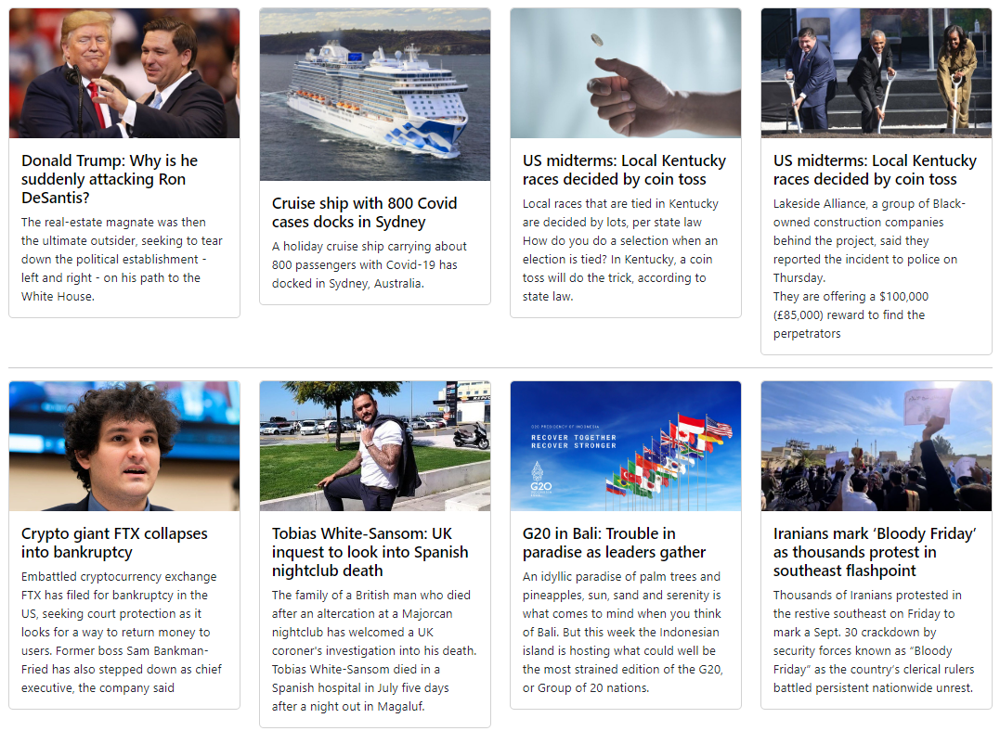 Donald Trump: Why is he
suddenly attacking Ron
DeSantis?
The real-estate magnate was then
the ultimate outsider, seeking to tear
down the political establishment -
left and right - on his path to the
White House.
Cruise ship with 800 Covid
cases docks in Sydney
A holiday cruise ship carrying about
800 passengers with Covid-19 has
docked in Sydney, Australia.
US midterms: Local Kentucky
races decided by coin toss
Local races that are tied in Kentucky
are decided by lots, per state law
How do you do a selection when an
election is tied? In Kentucky, a coin
toss will do the trick, according to
state law.
US midterms: Local Kentucky
races decided by coin toss
Lakeside Alliance, a group of Black-
owned construction companies
behind the project, said they
reported the incident to police on
Thursday.
They are offering a $100,000
(£85,000) reward to find the
perpetrators
Crypto giant FTX collapses
into bankruptcy
Embattled cryptocurrency exchange
FTX has filed for bankruptcy in the
US, seeking court protection as it
looks for a way to return money to
users. Former boss Sam Bankman-
Fried has also stepped down as chief
executive, the company said
Tobias White-Sansom: UK
inquest to look into Spanish
nightclub death
The family of a British man who died
after an altercation at a Majorcan
nightclub has welcomed a UK
coroner's investigation into his death.
Tobias White-Sansom died in a
Spanish hospital in July five days
after a night out in Magaluf.
G20 PRESIDENCY OF INDONESIA
RECOVER TOGETHER
RECOVER STRONGER
G20
G20 in Bali: Trouble in
paradise as leaders gather
An idyllic paradise of palm trees and
pineapples, sun, sand and serenity is
what comes to mind when you think
of Bali. But this week the Indonesian
island is hosting what could well be
the most strained edition of the G20,
or Group of 20 nations.
Iranians mark ‘Bloody Friday’
as thousands protest in
southeast flashpoint
Thousands of Iranians protested in
the restive southeast on Friday to
mark a Sept. 30 crackdown by
security forces known as “Bloody
Friday” as the country’s clerical rulers
battled persistent nationwide unrest.